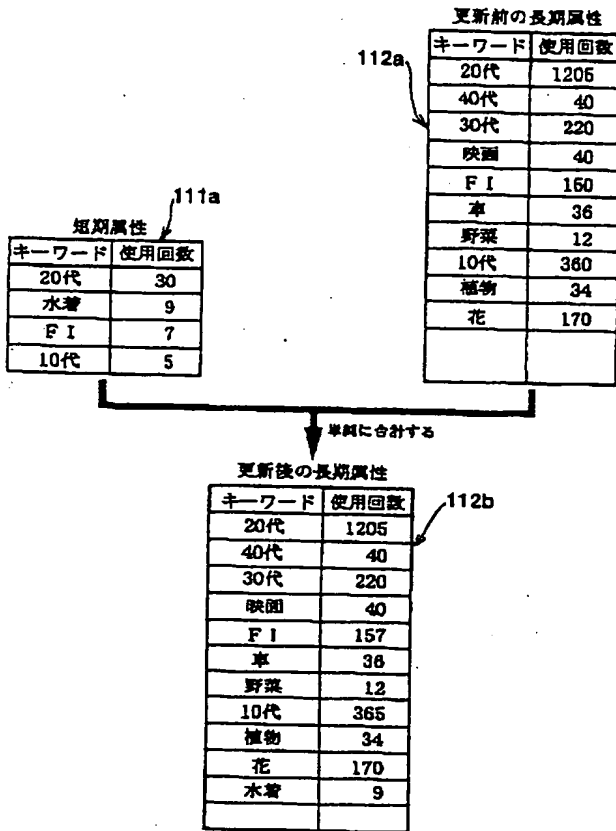 更新前の長期属性
112a
キーワード 使用回数
20代 1205
40代 40
30代 220
映画 40
FI 150
車 36
野菜 12
10代 360
植物 34
花 170
111a
短期属性
キーワード 使用回数
20代 30
水着 9
FI 7
10代 5
単純に合計する
更新後の長期属性
112b
キーワード 使用回数
20代 1205
40代 40
30代 220
映画 40
FI 157
車 36
野菜 12
10代 365
植物 34
花 170
水着 9